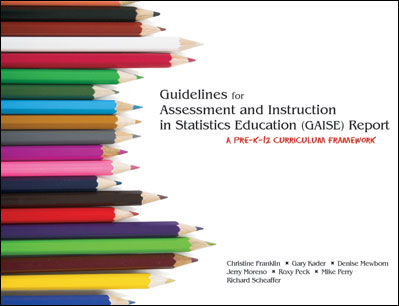 Guidelines for
Assessment and Instruction
in Statistics Education (GAISE) Report
A PRE-K-12 CURRICULUM FRAMEWORK
Christine Franklin ✖ Gary Kader ✖ Denise Mewborn
Jerry Moreno ✖ Roxy Peck ✖ Mike Perry
Richard Scheaffer